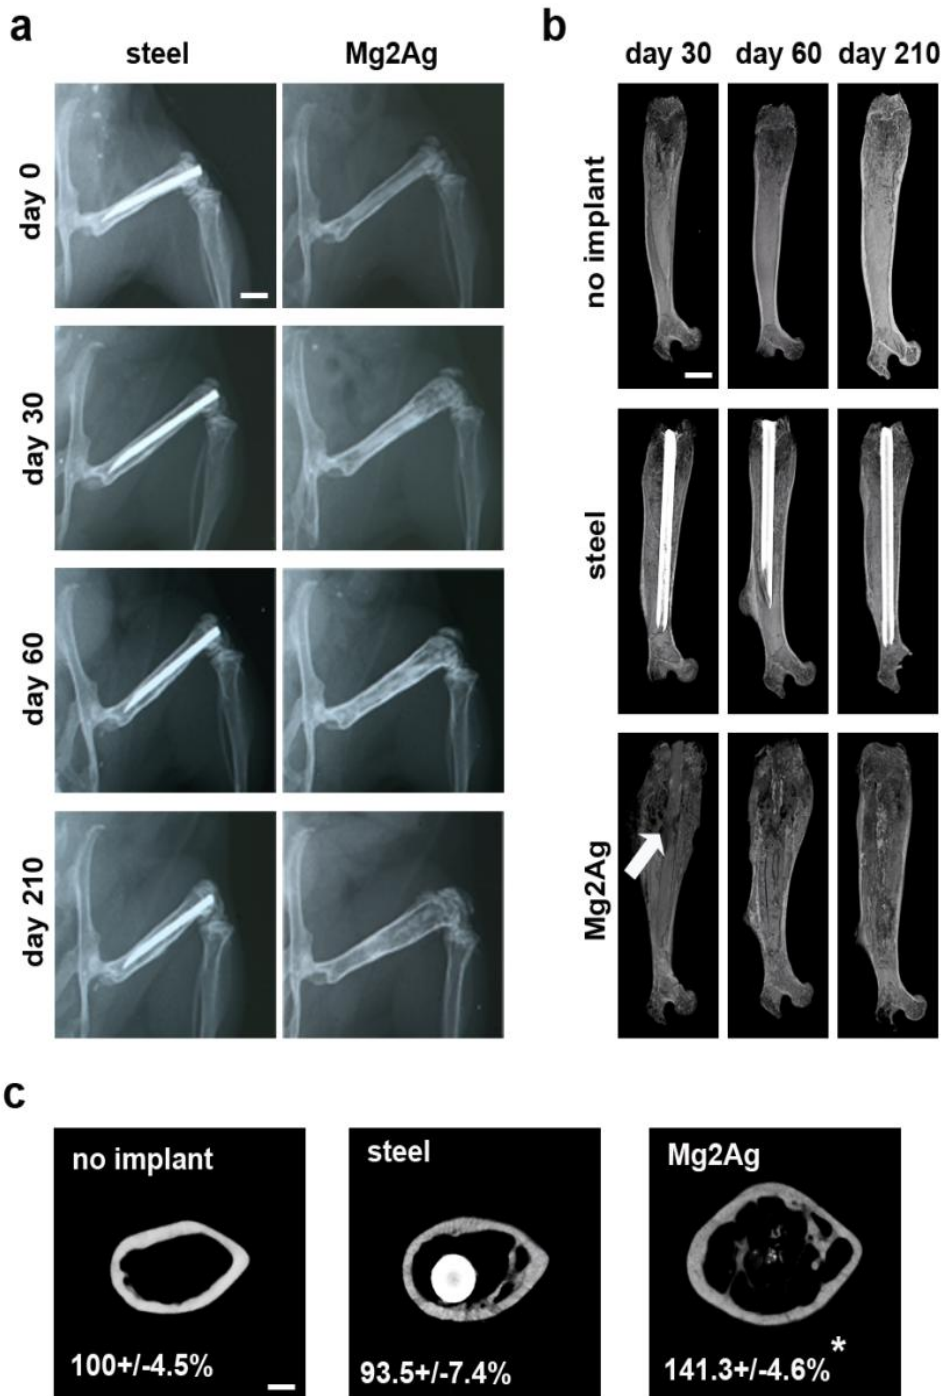 a
steel Mg2Ag
day 0
day 30
day 60
day 210
b
day 30 day 60 day 210
no implant
steel
Mg2Ag
c
no implant
100+/-4.5%
steel
93.5+/-7.4%
Mg2Ag
141.3+/-4.6%*